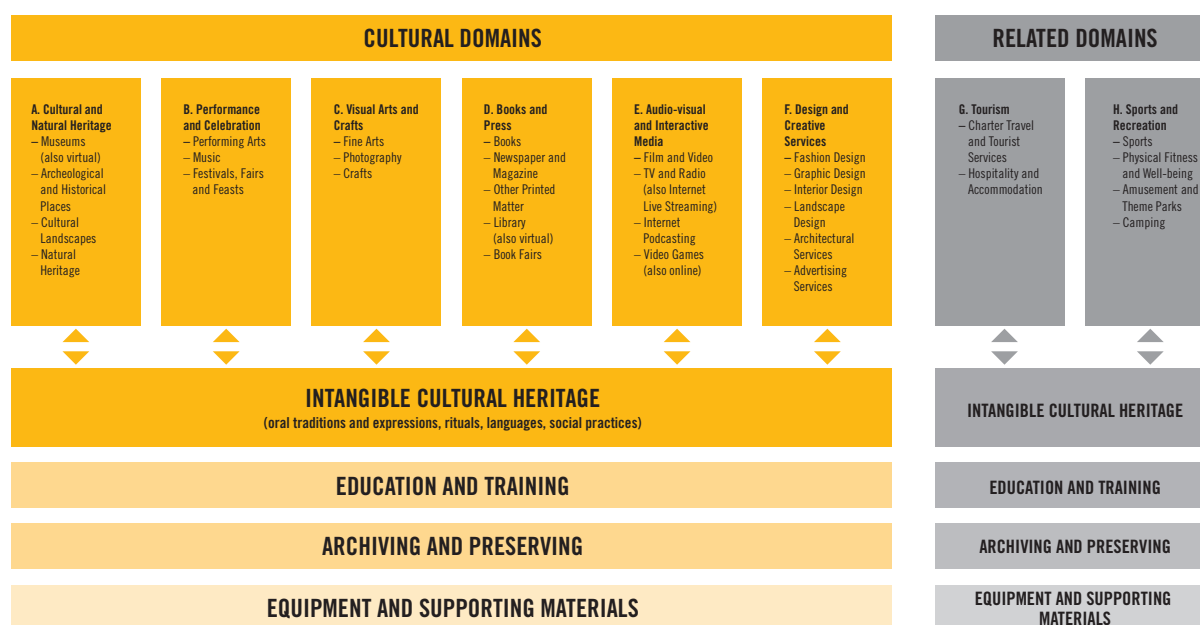 CULTURAL DOMAINS
RELATED DOMAINS
A. Cultural and
Natural Heritage
– Museums
(also virtual)
– Archeological
and Historical
Places
– Cultural
Landscapes
– Natural
Heritage
B. Performance
and Celebration
– Performing Arts
– Music
– Festivals, Fairs
and Feasts
C. Visual Arts and
Crafts
– Fine Arts
– Photography
– Crafts
D. Books and
Press
– Books
– Newspaper and
Magazine
– Other Printed
Matter
– Library
(also virtual)
– Book Fairs
E. Audio-visual
and Interactive
Media
– Film and Video
– TV and Radio
(also Internet
Live Streaming)
– Internet
Podcasting
– Video Games
(also online)
F. Design and
Creative
Services
– Fashion Design
– Graphic Design
– Interior Design
– Landscape
Design
– Architectural
Services
– Advertising
Services
G. Tourism
– Charter Travel
and Tourist
Services
– Hospitality and
Accommodation
H. Sports and
Recreation
– Sports
– Physical Fitness
and Well-being
– Amusement and
Theme Parks
– Camping
INTANGIBLE CULTURAL HERITAGE
(oral traditions and expressions, rituals, languages, social practices)
INTANGIBLE CULTURAL HERITAGE
EDUCATION AND TRAINING
EDUCATION AND TRAINING
ARCHIVING AND PRESERVING
ARCHIVING AND PRESERVING
EQUIPMENT AND SUPPORTING MATERIALS
EQUIPMENT AND SUPPORTING
MATERIALS